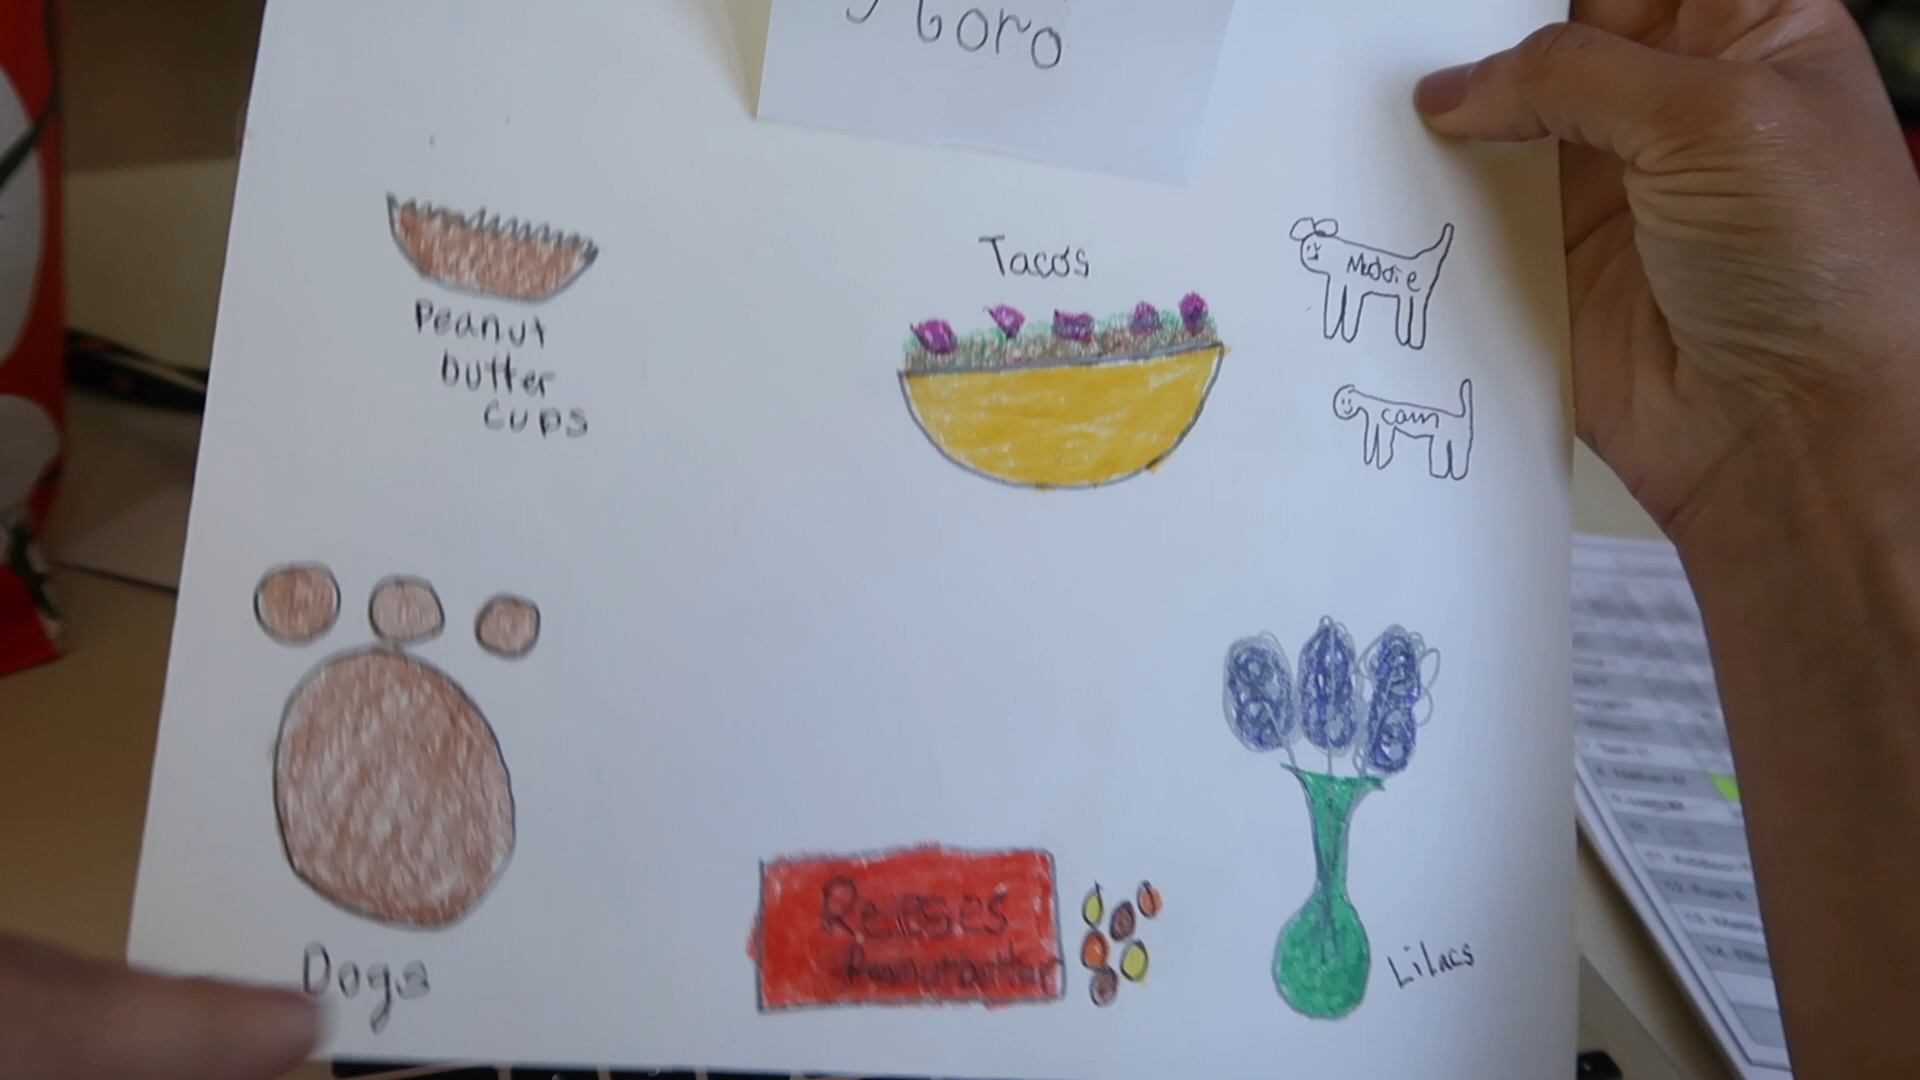 toro
Peanut
butter
cups
Tacos
Maddie
cam
Dogs
Reeses
Peanutbutter
Lilacs